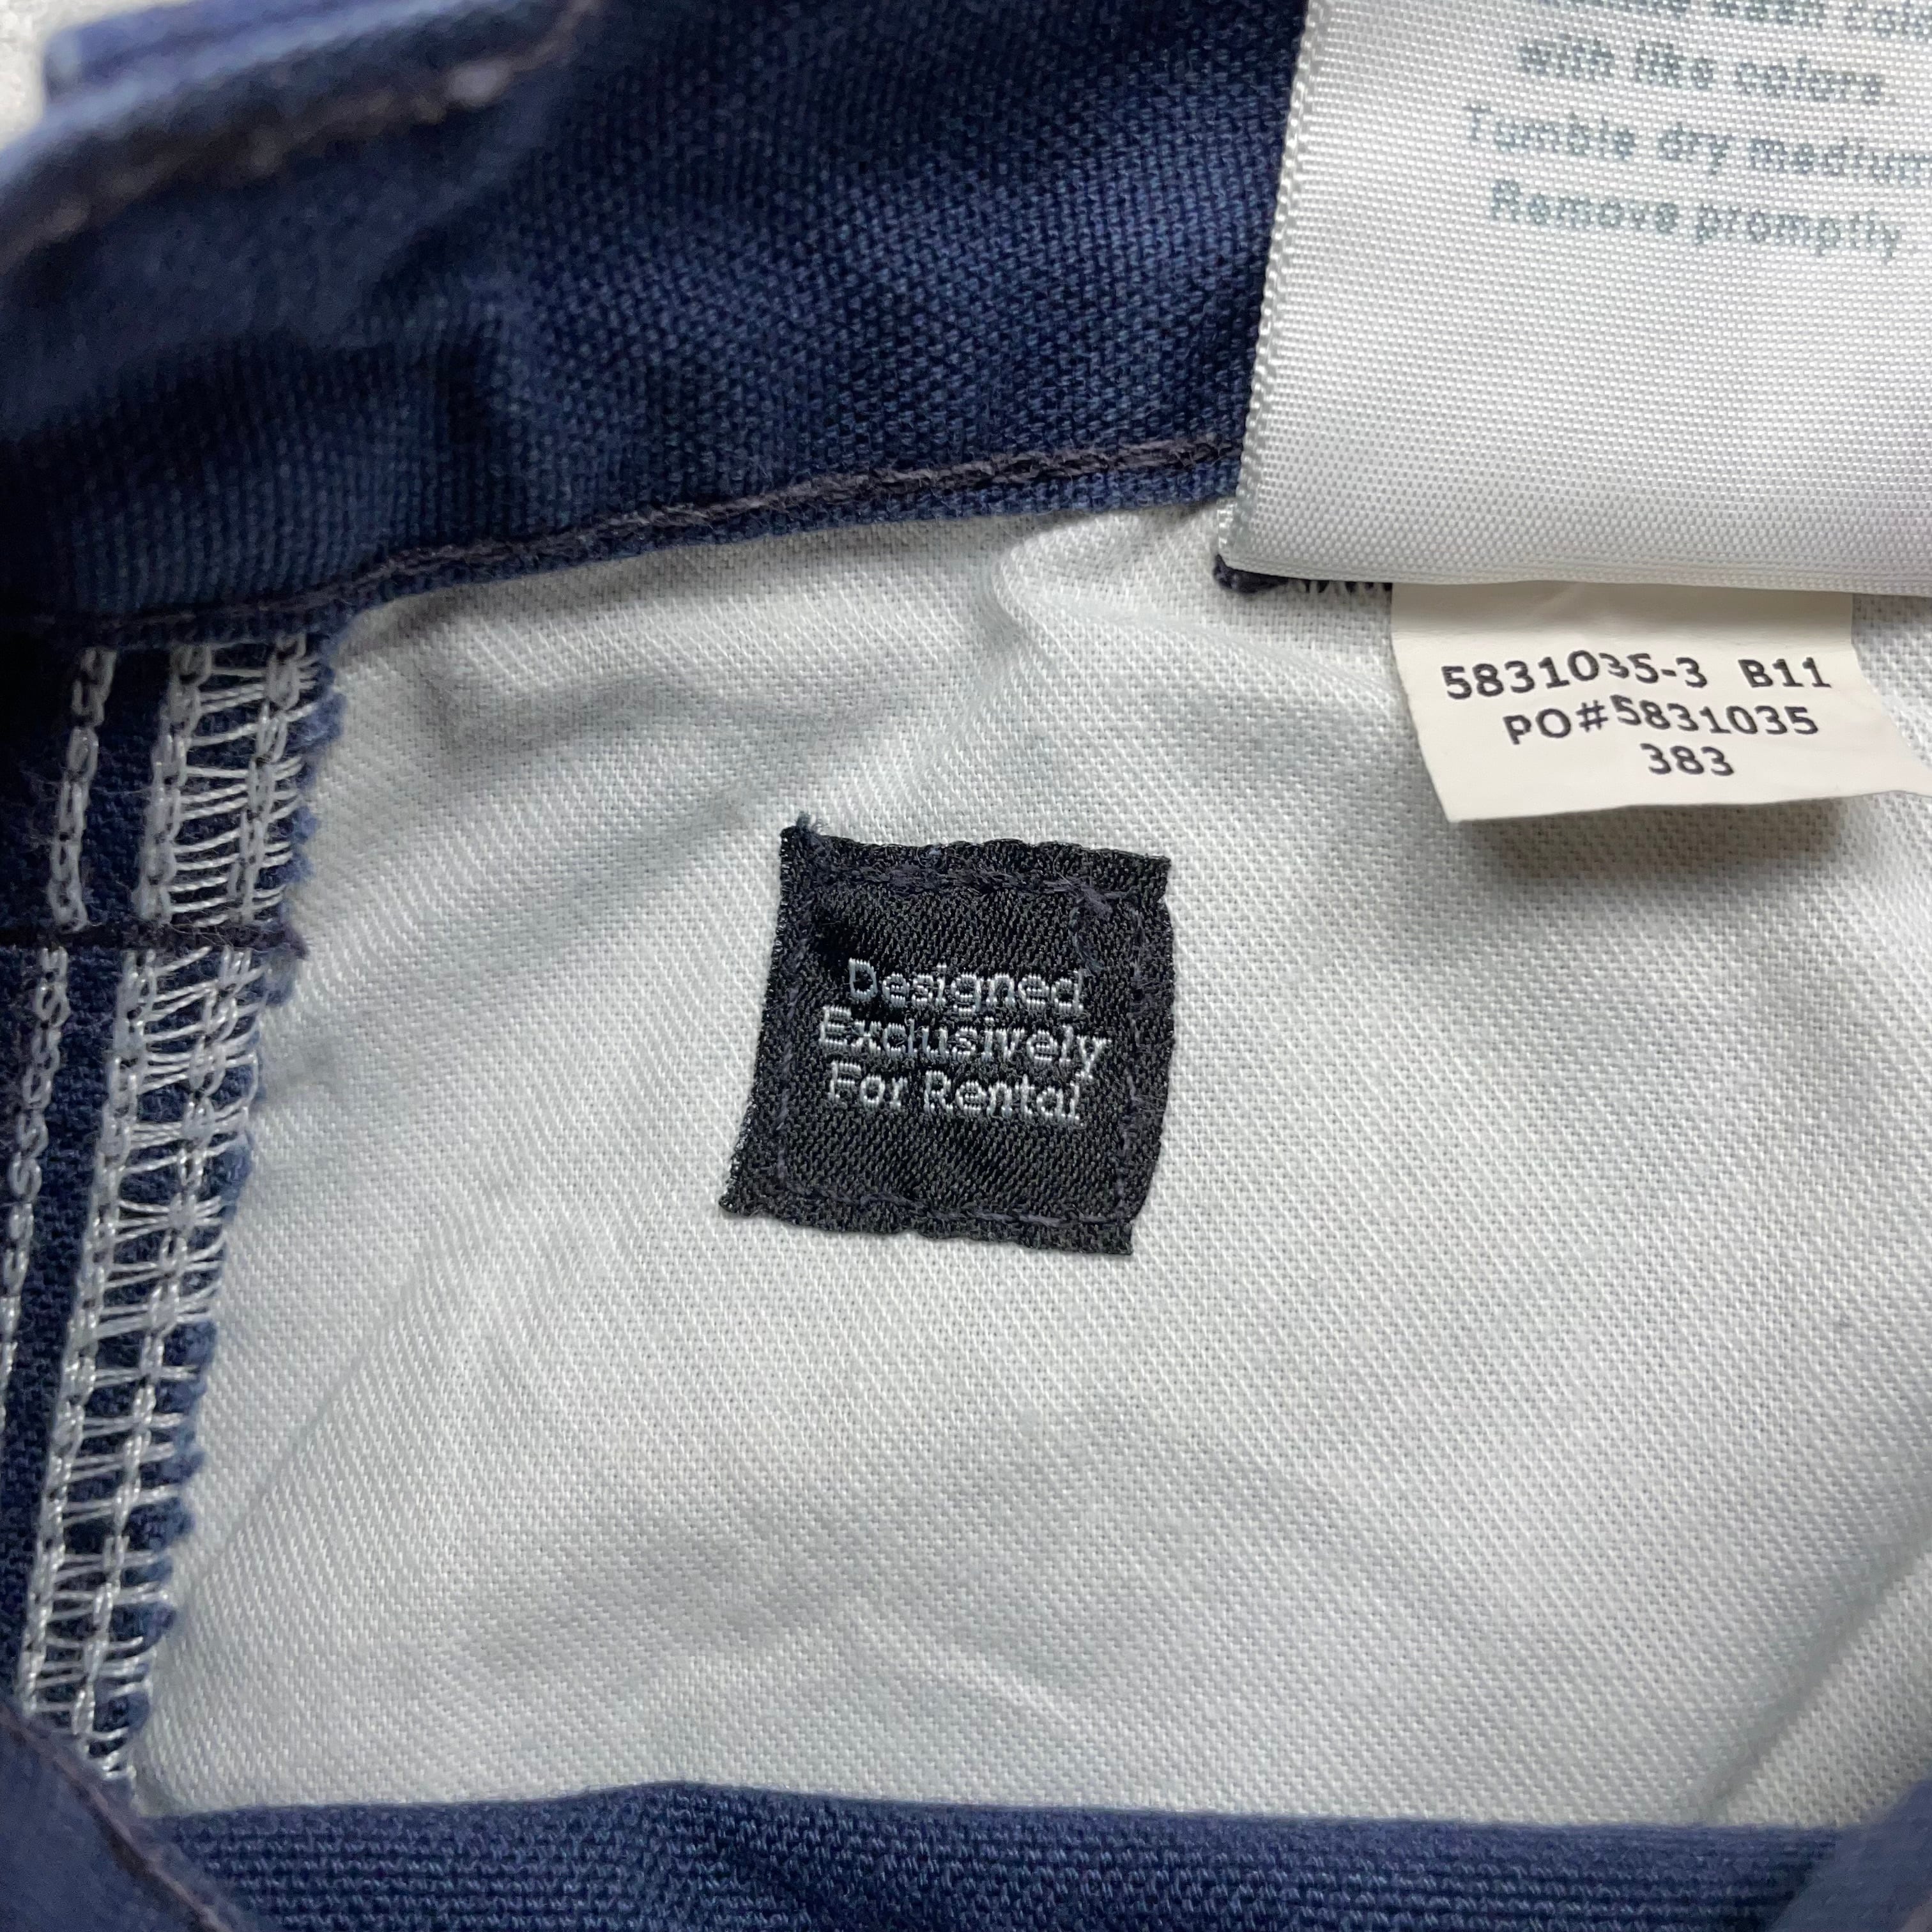 with like colors.
Tumble dry medium
Remove promptly
5831035-3 B11
PO#5831035
383
Designed
Exclusively
For Rental